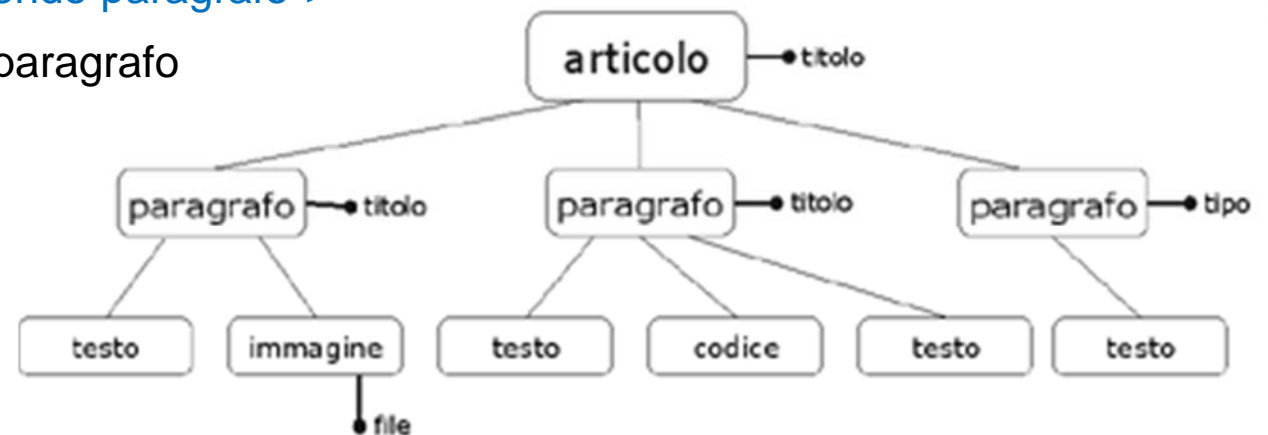 paragrafo
articolo titolo
paragrafo titolo paragrafo titolo paragrafo tipo
testo immagine testo codice testo testo
file